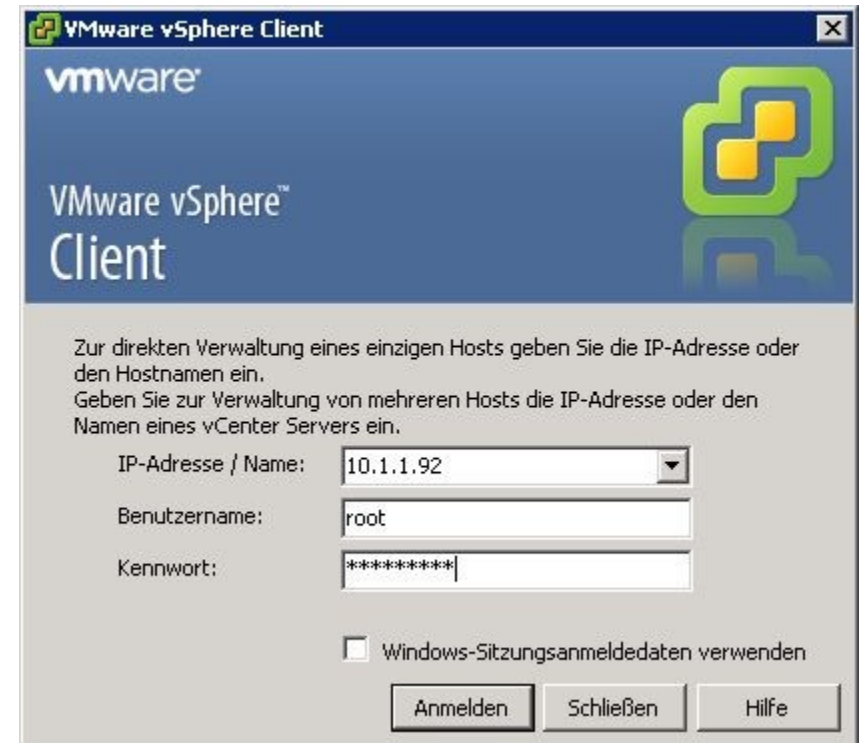 VMware vSphere Client
vmware
VMware vSphere™
Client
Zur direkten Verwaltung eines einzigen Hosts geben Sie die IP-Adresse oder
den Hostnamen ein.
Geben Sie zur Verwaltung von mehreren Hosts die IP-Adresse oder den
Namen eines vCenter Servers ein.
IP-Adresse / Name: 10.1.1.92
Benutzername: root
Kennwort: *********
Windows-Sitzungsanmeldedaten verwenden
Anmelden Schließen Hilfe